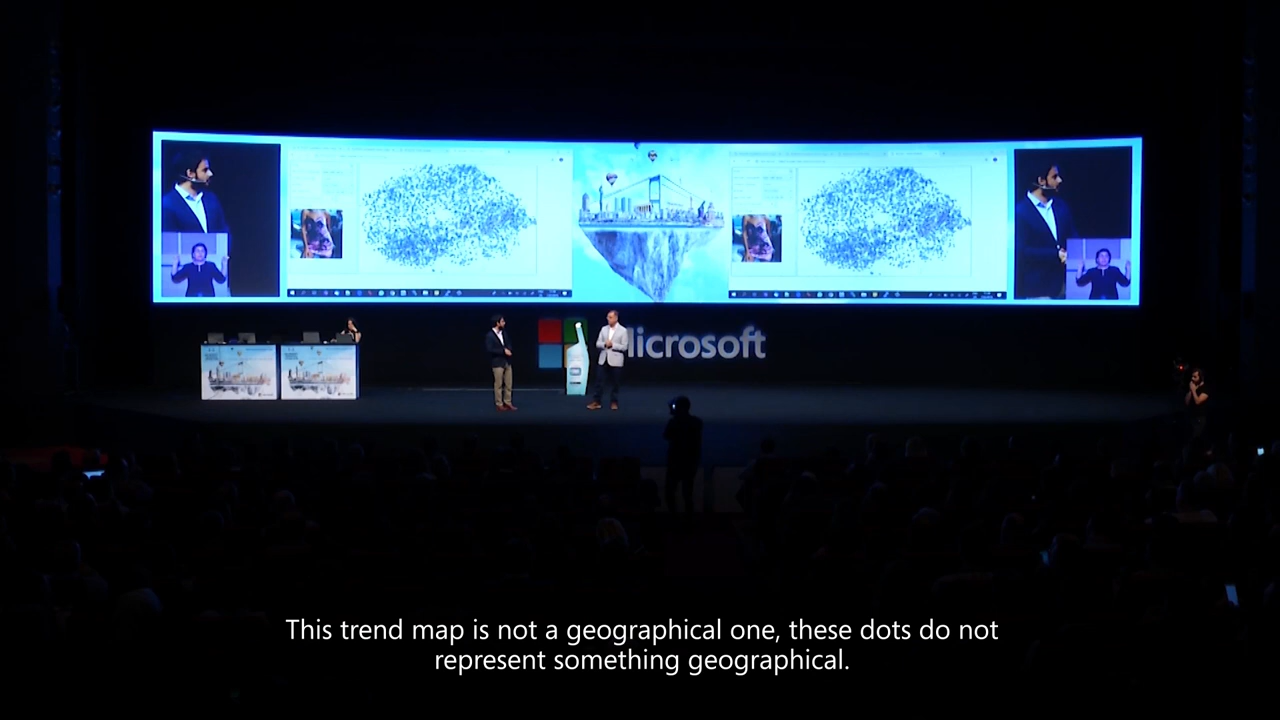 Microsoft
This trend map is not a geographical one, these dots do not
represent something geographical.